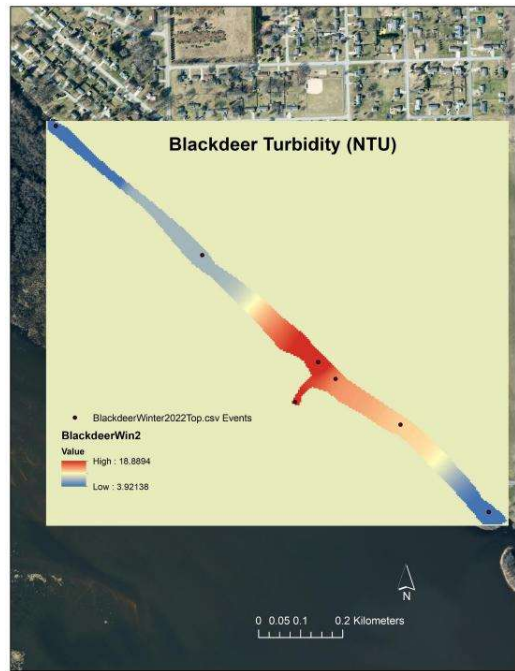 Blackdeer Turbidity (NTU)
BlackdeerWinter2022Top.csv Events
BlackdeerWin2
Value
High : 18.8894
Low : 3.92138
N
0 0.05 0.1 0.2 Kilometers